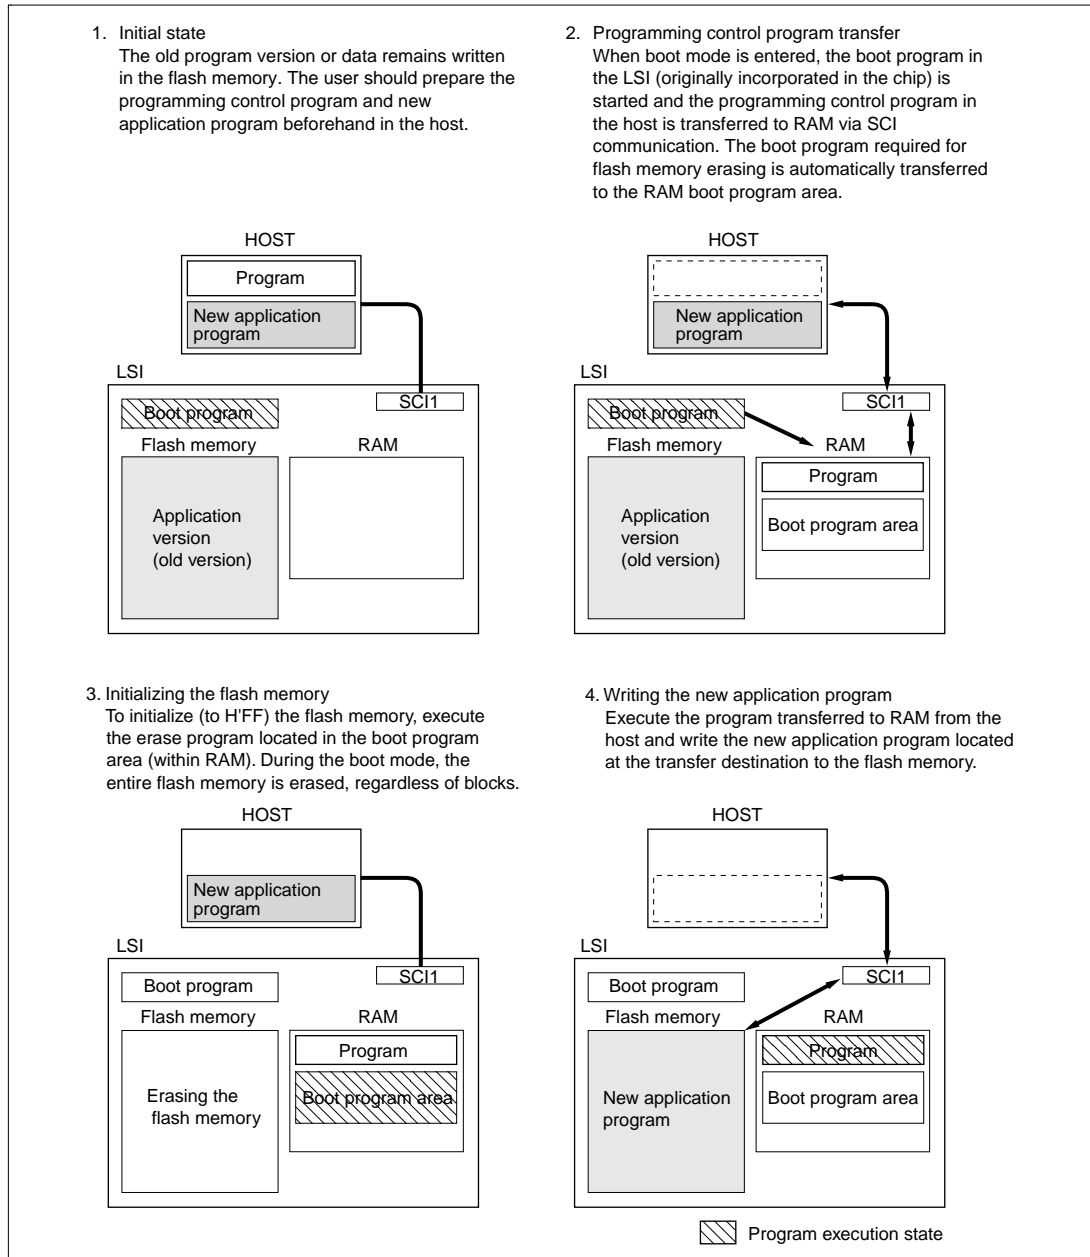 1. Initial state
The old program version or data remains written
in the flash memory. The user should prepare the
programming control program and new
application program beforehand in the host.
2. Programming control program transfer
When boot mode is entered, the boot program in
the LSI (originally incorporated in the chip) is
started and the programming control program in
the host is transferred to RAM via SCI
communication. The boot program required for
flash memory erasing is automatically transferred
to the RAM boot program area.
HOST
Program
New application
program
LSI
SCI1
Boot program
Flash memory
RAM
Application
version
(old version)
HOST
New application
program
LSI
SCI1
Boot program
Flash memory
RAM
Program
Boot program area
Application
version
(old version)
3. Initializing the flash memory
To initialize (to H'FF) the flash memory, execute
the erase program located in the boot program
area (within RAM). During the boot mode, the
entire flash memory is erased, regardless of blocks.
4. Writing the new application program
Execute the program transferred to RAM from the
host and write the new application program located
at the transfer destination to the flash memory.
HOST
New application
program
LSI
SCI1
Boot program
Flash memory
RAM
Program
Boot program area
Erasing the
flash memory
HOST
LSI
SCI1
Boot program
Flash memory
RAM
Program
Boot program area
New application
program
Program execution state